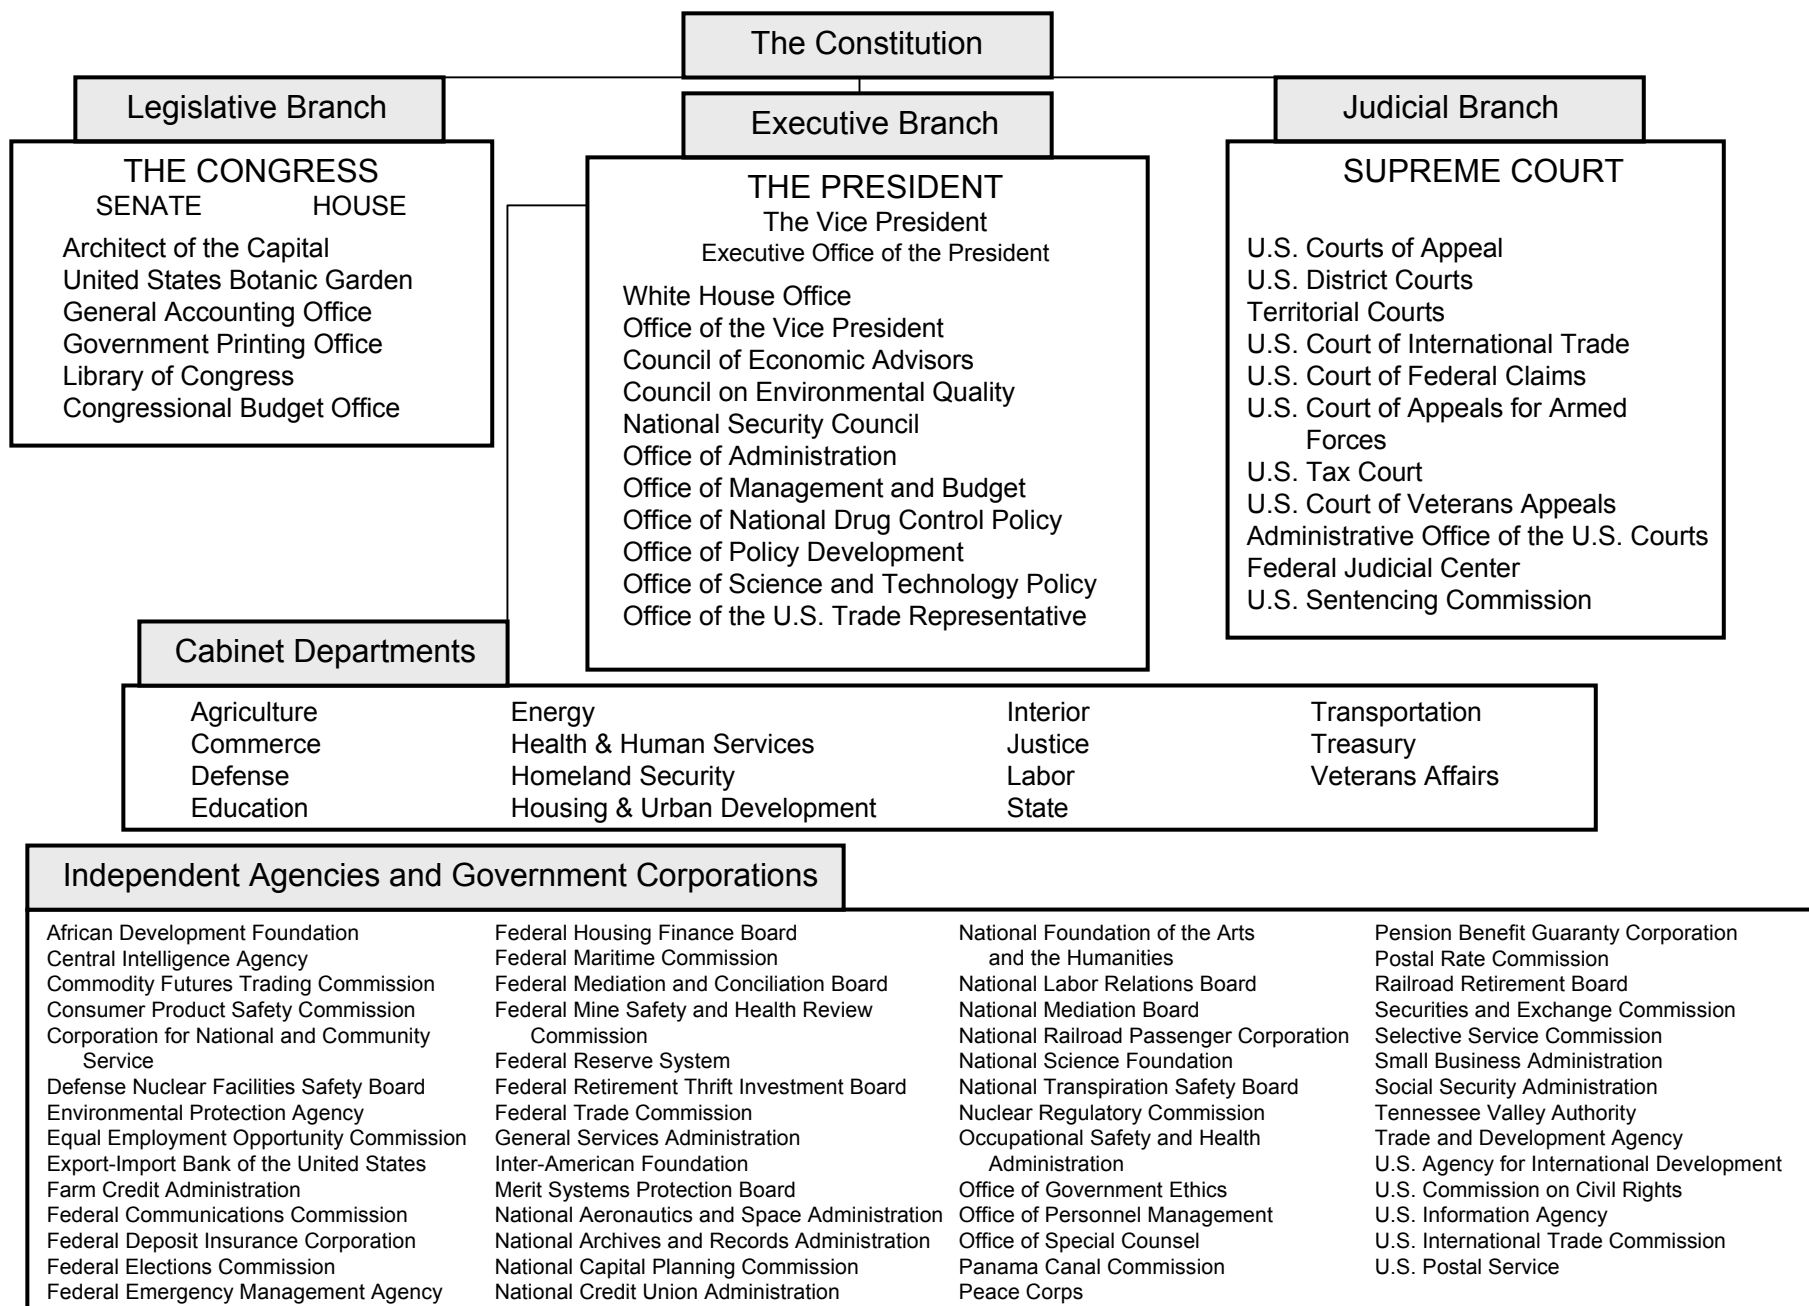 The Constitution
Legislative Branch
THE CONGRESS
SENATE HOUSE
Architect of the Capital
United States Botanic Garden
General Accounting Office
Government Printing Office
Library of Congress
Congressional Budget Office
Executive Branch
THE PRESIDENT
The Vice President
Executive Office of the President
White House Office
Office of the Vice President
Council of Economic Advisors
Council on Environmental Quality
National Security Council
Office of Administration
Office of Management and Budget
Office of National Drug Control Policy
Office of Policy Development
Office of Science and Technology Policy
Office of the U.S. Trade Representative
Judicial Branch
SUPREME COURT
U.S. Courts of Appeal
U.S. District Courts
Territorial Courts
U.S. Court of International Trade
U.S. Court of Federal Claims
U.S. Court of Appeals for Armed
Forces
U.S. Tax Court
U.S. Court of Veterans Appeals
Administrative Office of the U.S. Courts
Federal Judicial Center
U.S. Sentencing Commission
Cabinet Departments
Agriculture
Commerce
Defense
Education
Energy
Health & Human Services
Homeland Security
Housing & Urban Development
Interior
Justice
Labor
State
Transportation
Treasury
Veterans Affairs
Independent Agencies and Government Corporations
African Development Foundation
Central Intelligence Agency
Commodity Futures Trading Commission
Consumer Product Safety Commission
Corporation for National and Community
Service
Defense Nuclear Facilities Safety Board
Environmental Protection Agency
Equal Employment Opportunity Commission
Export-Import Bank of the United States
Farm Credit Administration
Federal Communications Commission
Federal Deposit Insurance Corporation
Federal Elections Commission
Federal Emergency Management Agency
Federal Housing Finance Board
Federal Maritime Commission
Federal Mediation and Conciliation Board
Federal Mine Safety and Health Review
Commission
Federal Reserve System
Federal Retirement Thrift Investment Board
Federal Trade Commission
General Services Administration
Inter-American Foundation
Merit Systems Protection Board
National Aeronautics and Space Administration
National Archives and Records Administration
National Capital Planning Commission
National Credit Union Administration
National Foundation of the Arts
and the Humanities
National Labor Relations Board
National Mediation Board
National Railroad Passenger Corporation
National Science Foundation
National Transpiration Safety Board
Nuclear Regulatory Commission
Occupational Safety and Health
Administration
Office of Government Ethics
Office of Personnel Management
Office of Special Counsel
Panama Canal Commission
Peace Corps
Pension Benefit Guaranty Corporation
Postal Rate Commission
Railroad Retirement Board
Securities and Exchange Commission
Selective Service Commission
Small Business Administration
Social Security Administration
Tennessee Valley Authority
Trade and Development Agency
U.S. Agency for International Development
U.S. Commission on Civil Rights
U.S. Information Agency
U.S. International Trade Commission
U.S. Postal Service